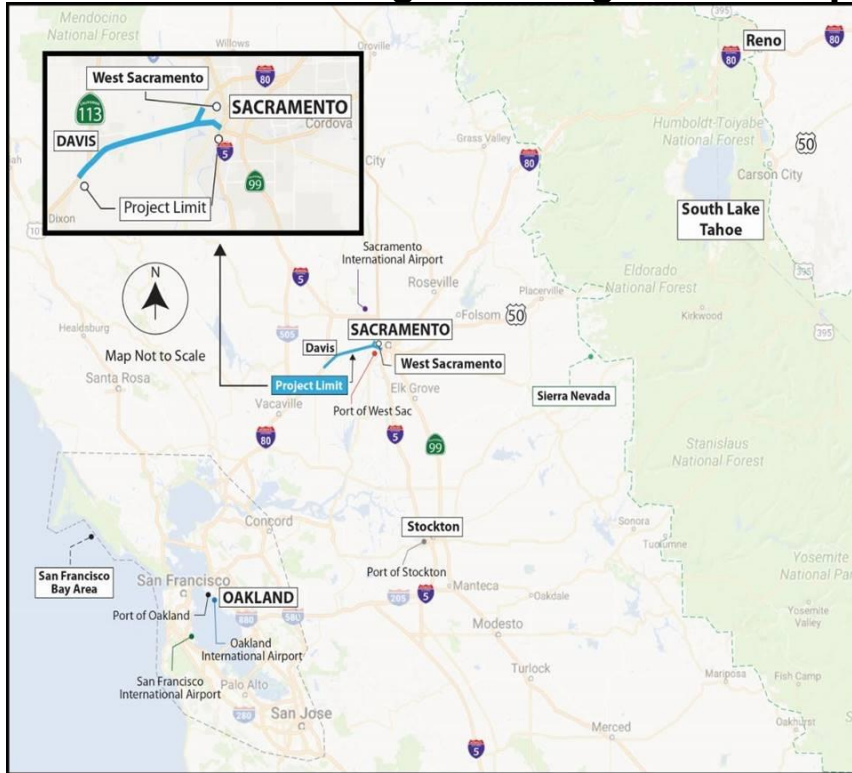 Mendocino
National Forest
Willows
Oroville
395
Reno
80
80
West Sacramento
80
113
SACRAMENTO
Cordova
DAVIS
5
99
Project Limit
Dixon
101
Grass Valley
City
80
Humboldt-Toiyabe
National Forest
50
Carson City
South Lake
Tahoe
N
Map Not to Scale
Sacramento
International Airport
5
Roseville
Placerville
Eldorado
National Forest
395
Kirkwood
395
Healdsburg
505
Folsom
50
SACRAMENTO
Davis
West Sacramento
Santa Rosa
Project Limit
Elk Grove
Vacaville
Port of West Sac
Sierra Nevada
80
5
99
Stanislaus
National Forest
Concord
Stockton
Sonora
Tuolumne
Port of Stockton
San Francisco
Bay Area
San Francisco
OAKLAND
Port of Oakland
880
580
205
5
Manteca
Oakdale
Yosemite
National Pa
Yosemite
Valley
Oakland
International Airport
Modesto
San Francisco
International Airport
Palo Alto
280
San Jose
Turlock
Mariposa
Fish Camp
Merced
Oakhurst
5